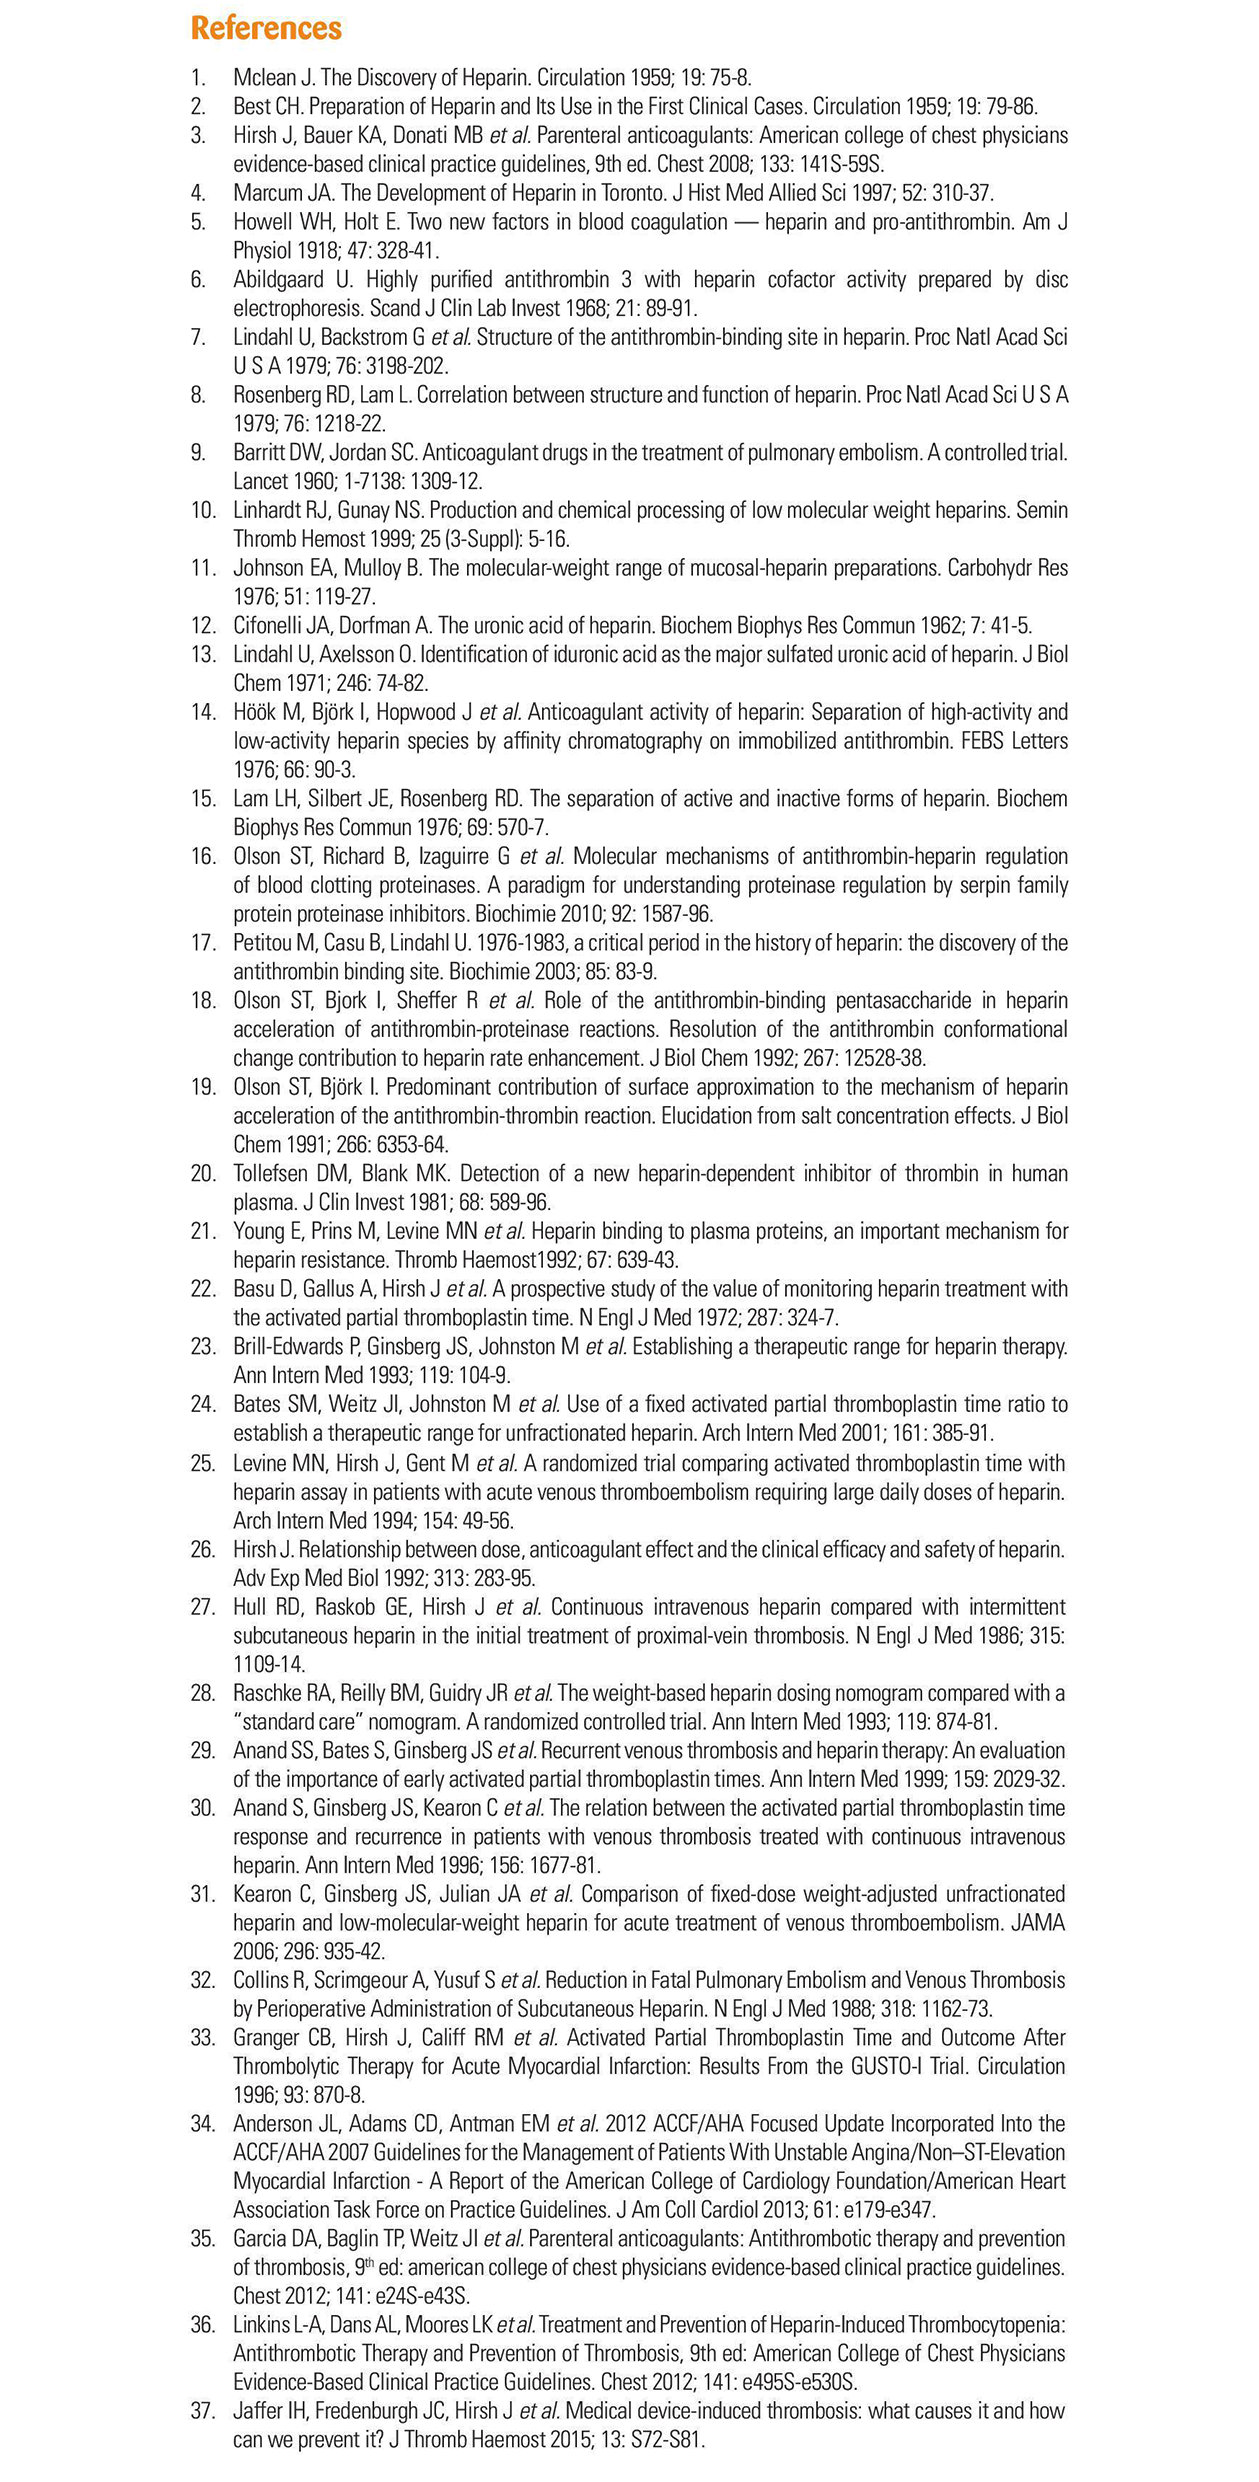 References
1. Mclean J. The Discovery of Heparin. Circulation 1959; 19: 75-8.
2. Best CH. Preparation of Heparin and Its Use in the First Clinical Cases. Circulation 1959; 19: 79-86.
3. Hirsh J, Bauer KA, Donati MB et al. Parenteral anticoagulants: American college of chest physicians
evidence-based clinical practice guidelines, 9th ed. Chest 2008; 133: 141S-59S.
4. Marcum JA. The Development of Heparin in Toronto. J Hist Med Allied Sci 1997; 52: 310-37.
5. Howell WH, Holt E. Two new factors in blood coagulation — heparin and pro-antithrombin. Am J
Physiol 1918; 47: 328-41.
6. Abildgaard U. Highly purified antithrombin 3 with heparin cofactor activity prepared by disc
electrophoresis. Scand J Clin Lab Invest 1968; 21: 89-91.
7. Lindahl U, Backstrom G et al. Structure of the antithrombin-binding site in heparin. Proc Natl Acad Sci
U S A 1979; 76: 3198-202.
8. Rosenberg RD, Lam L. Correlation between structure and function of heparin. Proc Natl Acad Sci U S A
1979; 76: 1218-22.
9. Barritt DW, Jordan SC. Anticoagulant drugs in the treatment of pulmonary embolism. A controlled trial.
Lancet 1960; 1-7138: 1309-12.
10. Linhardt RJ, Gunay NS. Production and chemical processing of low molecular weight heparins. Semin
Thromb Hemost 1999; 25 (3-Suppl): 5-16.
11. Johnson EA, Mulloy B. The molecular-weight range of mucosal-heparin preparations. Carbohydr Res
1976; 51: 119-27.
12. Cifonelli JA, Dorfman A. The uronic acid of heparin. Biochem Biophys Res Commun 1962; 7: 41-5.
13. Lindahl U, Axelsson O. Identification of iduronic acid as the major sulfated uronic acid of heparin. J Biol
Chem 1971; 246: 74-82.
14. Höök M, Björk I, Hopwood J et al. Anticoagulant activity of heparin: Separation of high-activity and
low-activity heparin species by affinity chromatography on immobilized antithrombin. FEBS Letters
1976; 66: 90-3.
15. Lam LH, Silbert JE, Rosenberg RD. The separation of active and inactive forms of heparin. Biochem
Biophys Res Commun 1976; 69: 570-7.
16. Olson ST, Richard B, Izaguirre G et al. Molecular mechanisms of antithrombin-heparin regulation
of blood clotting proteinases. A paradigm for understanding proteinase regulation by serpin family
protein proteinase inhibitors. Biochimie 2010; 92: 1587-96.
17. Petitou M, Casu B, Lindahl U. 1976-1983, a critical period in the history of heparin: the discovery of the
antithrombin binding site. Biochimie 2003; 85: 83-9.
18. Olson ST, Bjork I, Sheffer R et al. Role of the antithrombin-binding pentasaccharide in heparin
acceleration of antithrombin-proteinase reactions. Resolution of the antithrombin conformational
change contribution to heparin rate enhancement. J Biol Chem 1992; 267: 12528-38.
19. Olson ST, Björk I. Predominant contribution of surface approximation to the mechanism of heparin
acceleration of the antithrombin-thrombin reaction. Elucidation from salt concentration effects. J Biol
Chem 1991; 266: 6353-64.
20. Tollefsen DM, Blank MK. Detection of a new heparin-dependent inhibitor of thrombin in human
plasma. J Clin Invest 1981; 68: 589-96.
21. Young E, Prins M, Levine MN et al. Heparin binding to plasma proteins, an important mechanism for
heparin resistance. Thromb Haemost1992; 67: 639-43.
22. Basu D, Gallus A, Hirsh J et al. A prospective study of the value of monitoring heparin treatment with
the activated partial thromboplastin time. N Engl J Med 1972; 287: 324-7.
23. Brill-Edwards P, Ginsberg JS, Johnston M et al. Establishing a therapeutic range for heparin therapy.
Ann Intern Med 1993; 119: 104-9.
24. Bates SM, Weitz JI, Johnston M et al. Use of a fixed activated partial thromboplastin time ratio to
establish a therapeutic range for unfractionated heparin. Arch Intern Med 2001; 161: 385-91.
25. Levine MN, Hirsh J, Gent M et al. A randomized trial comparing activated thromboplastin time with
heparin assay in patients with acute venous thromboembolism requiring large daily doses of heparin.
Arch Intern Med 1994; 154: 49-56.
26. Hirsh J. Relationship between dose, anticoagulant effect and the clinical efficacy and safety of heparin.
Adv Exp Med Biol 1992; 313: 283-95.
27. Hull RD, Raskob GE, Hirsh J et al. Continuous intravenous heparin compared with intermittent
subcutaneous heparin in the initial treatment of proximal-vein thrombosis. N Engl J Med 1986; 315:
1109-14.
28. Raschke RA, Reilly BM, Guidry JR et al. The weight-based heparin dosing nomogram compared with a
“standard care” nomogram. A randomized controlled trial. Ann Intern Med 1993; 119: 874-81.
29. Anand SS, Bates S, Ginsberg JS et al. Recurrent venous thrombosis and heparin therapy: An evaluation
of the importance of early activated partial thromboplastin times. Ann Intern Med 1999; 159: 2029-32.
30. Anand S, Ginsberg JS, Kearon C et al. The relation between the activated partial thromboplastin time
response and recurrence in patients with venous thrombosis treated with continuous intravenous
heparin. Ann Intern Med 1996; 156: 1677-81.
31. Kearon C, Ginsberg JS, Julian JA et al. Comparison of fixed-dose weight-adjusted unfractionated
heparin and low-molecular-weight heparin for acute treatment of venous thromboembolism. JAMA
2006; 296: 935-42.
32. Collins R, Scrimgeour A, Yusuf S et al. Reduction in Fatal Pulmonary Embolism and Venous Thrombosis
by Perioperative Administration of Subcutaneous Heparin. N Engl J Med 1988; 318: 1162-73.
33. Granger CB, Hirsh J, Califf RM et al. Activated Partial Thromboplastin Time and Outcome After
Thrombolytic Therapy for Acute Myocardial Infarction: Results From the GUSTO-I Trial. Circulation
1996; 93: 870-8.
34. Anderson JL, Adams CD, Antman EM et al. 2012 ACCF/AHA Focused Update Incorporated Into the
ACCF/AHA 2007 Guidelines for the Management of Patients With Unstable Angina/Non–ST-Elevation
Myocardial Infarction - A Report of the American College of Cardiology Foundation/American Heart
Association Task Force on Practice Guidelines. J Am Coll Cardiol 2013; 61: e179-e347.
35. Garcia DA, Baglin TP, Weitz JI et al. Parenteral anticoagulants: Antithrombotic therapy and prevention
of thrombosis, 9th ed: american college of chest physicians evidence-based clinical practice guidelines.
Chest 2012; 141: e24S-e43S.
36. Linkins L-A, Dans AL, Moores LK et al. Treatment and Prevention of Heparin-Induced Thrombocytopenia:
Antithrombotic Therapy and Prevention of Thrombosis, 9th ed: American College of Chest Physicians
Evidence-Based Clinical Practice Guidelines. Chest 2012; 141: e495S-e530S.
37. Jaffer IH, Fredenburgh JC, Hirsh J et al. Medical device-induced thrombosis: what causes it and how
can we prevent it? J Thromb Haemost 2015; 13: S72-S81.